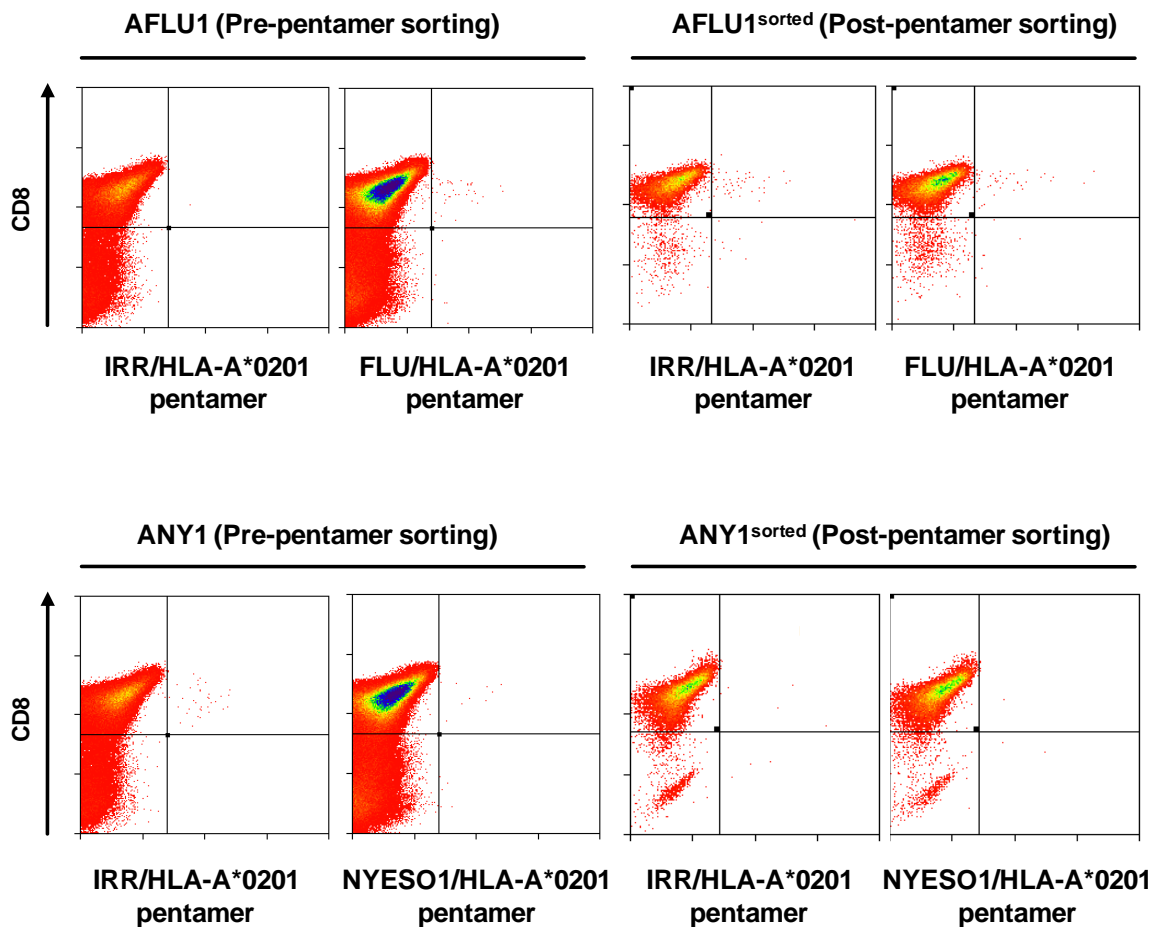 AFLU1 (Pre-pentamer sorting)
AFLU1sorted (Post-pentamer sorting)
CD8
IRR/HLA-A*0201
pentamer
FLU/HLA-A*0201
pentamer
IRR/HLA-A*0201
pentamer
FLU/HLA-A*0201
pentamer
ANY1 (Pre-pentamer sorting)
ANY1sorted (Post-pentamer sorting)
CD8
IRR/HLA-A*0201
pentamer
NYESO1/HLA-A*0201
pentamer
IRR/HLA-A*0201
pentamer
NYESO1/HLA-A*0201
pentamer